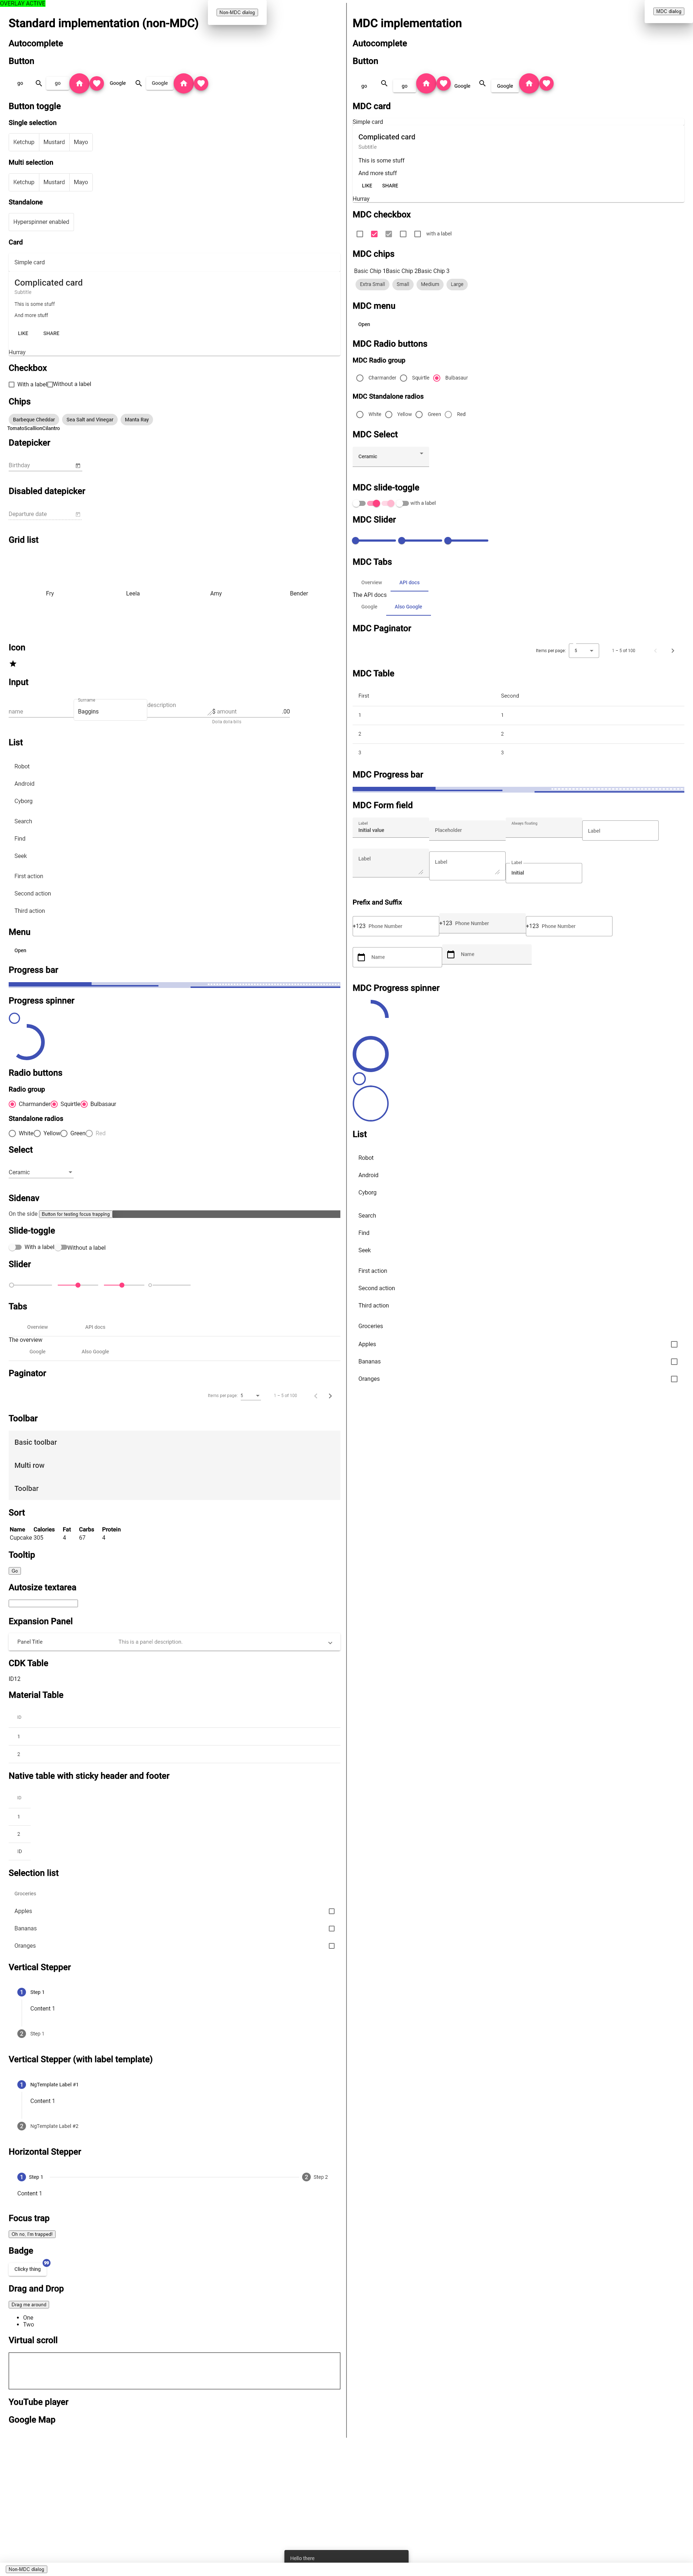 OVERLAY ACTIVE
Non-MDC dialog
MDC dialog
Standard implementation (non-MDC)
Autocomplete
Button
go go Google Google
Button toggle
Single selection
Ketchup Mustard Mayo
Multi selection
Ketchup Mustard Mayo
Standalone
Hyperspinner enabled
Card
Simple card
Complicated card
Subtitle
This is some stuff
And more stuff
LIKE SHARE
Hurray
Checkbox
With a label Without a label
Chips
Barbeque Cheddar Sea Salt and Vinegar Manta Ray
TomatoScallionCilantro
Datepicker
Birthday
Disabled datepicker
Departure date
Grid list
Fry Leela Amy Bender
Icon
Input
name
Surname
Baggins
description
$ amount .00
List
Robot
Android
Cyborg
Search
Find
Seek
First action
Second action
Third action
Menu
Open
Progress bar
Progress spinner
Radio buttons
Radio group
Charmander Squirtle Bulbasaur
Standalone radios
White Yellow Green Red
Select
Ceramic
Sidenav
On the side Button for testing focus trapping
Slide-toggle
With a label Without a label
Slider
Tabs
Overview API docs
The overview
Google Also Google
Paginator
Items per page: 5 1 – 5 of 100
Toolbar
Basic toolbar
Multi row
Toolbar
Sort
Name Calories Fat Carbs Protein
Cupcake 305 4 67 4
Tooltip
Go
Autosize textarea
Expansion Panel
Panel Title This is a panel description.
CDK Table
ID12
Material Table
ID
1
2
Native table with sticky header and footer
ID
1
2
ID
Selection list
Groceries
Apples
Bananas
Oranges
Vertical Stepper
1 Step 1
Content 1
2 Step 1
Vertical Stepper (with label template)
1 NgTemplate Label #1
Content 1
2 NgTemplate Label #2
Horizontal Stepper
1 Step 1 2 Step 2
Content 1
Focus trap
Oh no, I'm trapped!
Badge
Clicky thing
Drag and Drop
Drag me around
One
Two
Virtual scroll
YouTube player
Google Map
MDC implementation
Autocomplete
Button
go go Google Google
MDC card
Simple card
Complicated card
Subtitle
This is some stuff
And more stuff
LIKE SHARE
Hurray
MDC checkbox
with a label
MDC chips
Basic Chip 1Basic Chip 2Basic Chip 3
Extra Small Small Medium Large
MDC menu
Open
MDC Radio buttons
MDC Radio group
Charmander Squirtle Bulbasaur
MDC Standalone radios
White Yellow Green Red
MDC Select
Ceramic
MDC slide-toggle
with a label
MDC Slider
MDC Tabs
Overview API docs
The API docs
Google Also Google
MDC Paginator
Items per page: 5 1 – 5 of 100
MDC Table
First Second
1 1
2 2
3 3
MDC Progress bar
MDC Form field
Label
Initial value
Placeholder
Always floating
Label
Label
Label
Label
Initial
Prefix and Suffix
+123 Phone Number +123 Phone Number +123 Phone Number
Name Name
MDC Progress spinner
List
Robot
Android
Cyborg
Search
Find
Seek
First action
Second action
Third action
Groceries
Apples
Bananas
Oranges
Hello there
Non-MDC dialog